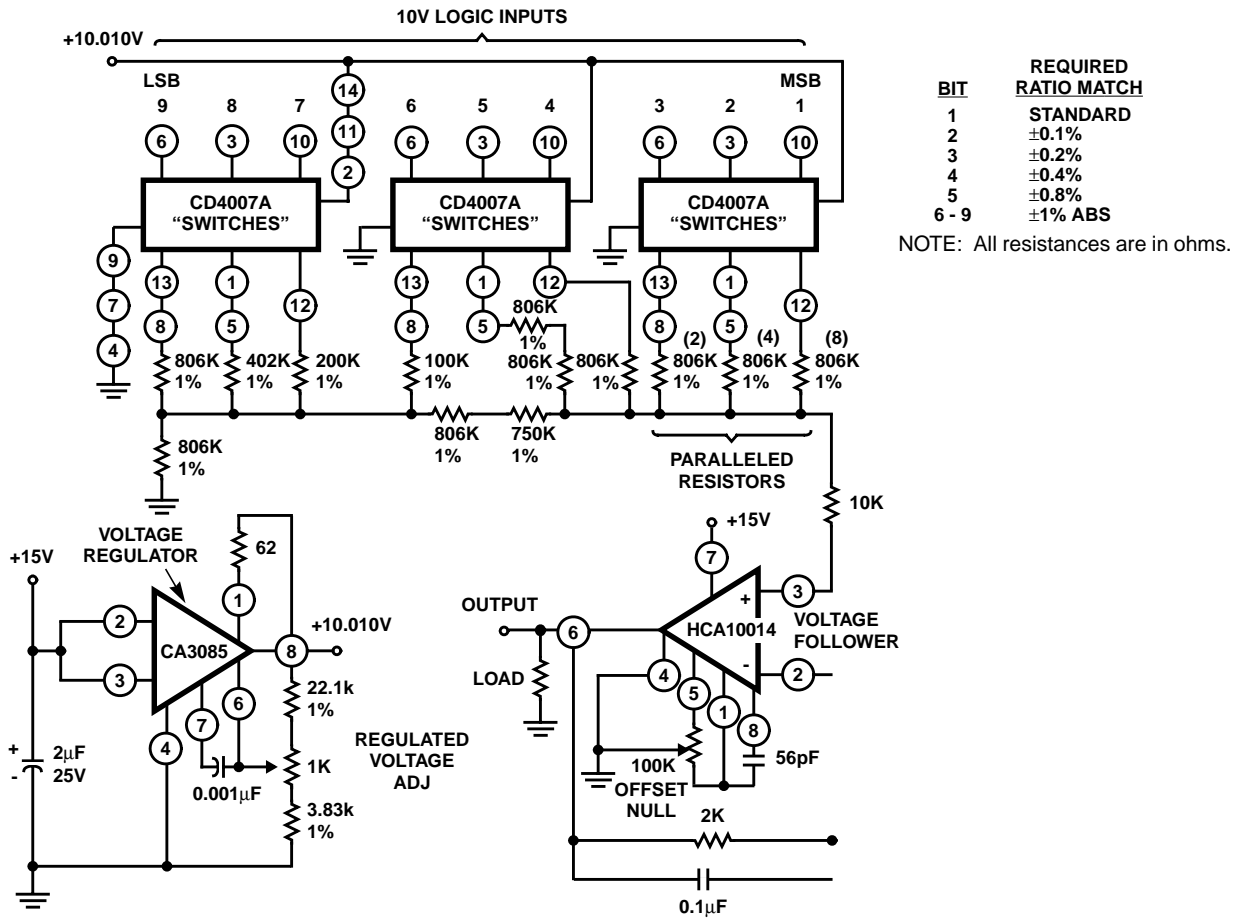 10V LOGIC INPUTS
+10.010V
LSB
MSB
9 8 7 6 5 4 3 2 1
14
11
2
6 3 10 6 3 10 6 3 10
CD4007A
“SWITCHES”
CD4007A
“SWITCHES”
CD4007A
“SWITCHES”
9
7
4
13 1 12
8 5
13 1 12
8 5
13 1 12
8 5
806K
1%
402K
1%
200K
1%
100K
1%
806K
1%
806K
1%
806K
1%
(2)
806K
1%
(4)
806K
1%
(8)
806K
1%
806K
1%
750K
1%
806K
1%
PARALLELED
RESISTORS
10K
BIT
REQUIRED
RATIO MATCH
1 STANDARD
2 ±0.1%
3 ±0.2%
4 ±0.4%
5 ±0.8%
6 - 9 ±1% ABS
NOTE: All resistances are in ohms.
VOLTAGE
REGULATOR
+15V
62
1
2
3
CA3085
8
+10.010V
7
6
4
22.1k
1%
1K
3.83k
1%
REGULATED
VOLTAGE
ADJ
+
-
2μF
25V
0.001μF
+15V
7
OUTPUT
6
HCA10014
+
-
3
2
VOLTAGE
FOLLOWER
LOAD
4
5
1
8
100K
OFFSET
NULL
56pF
2K
0.1μF